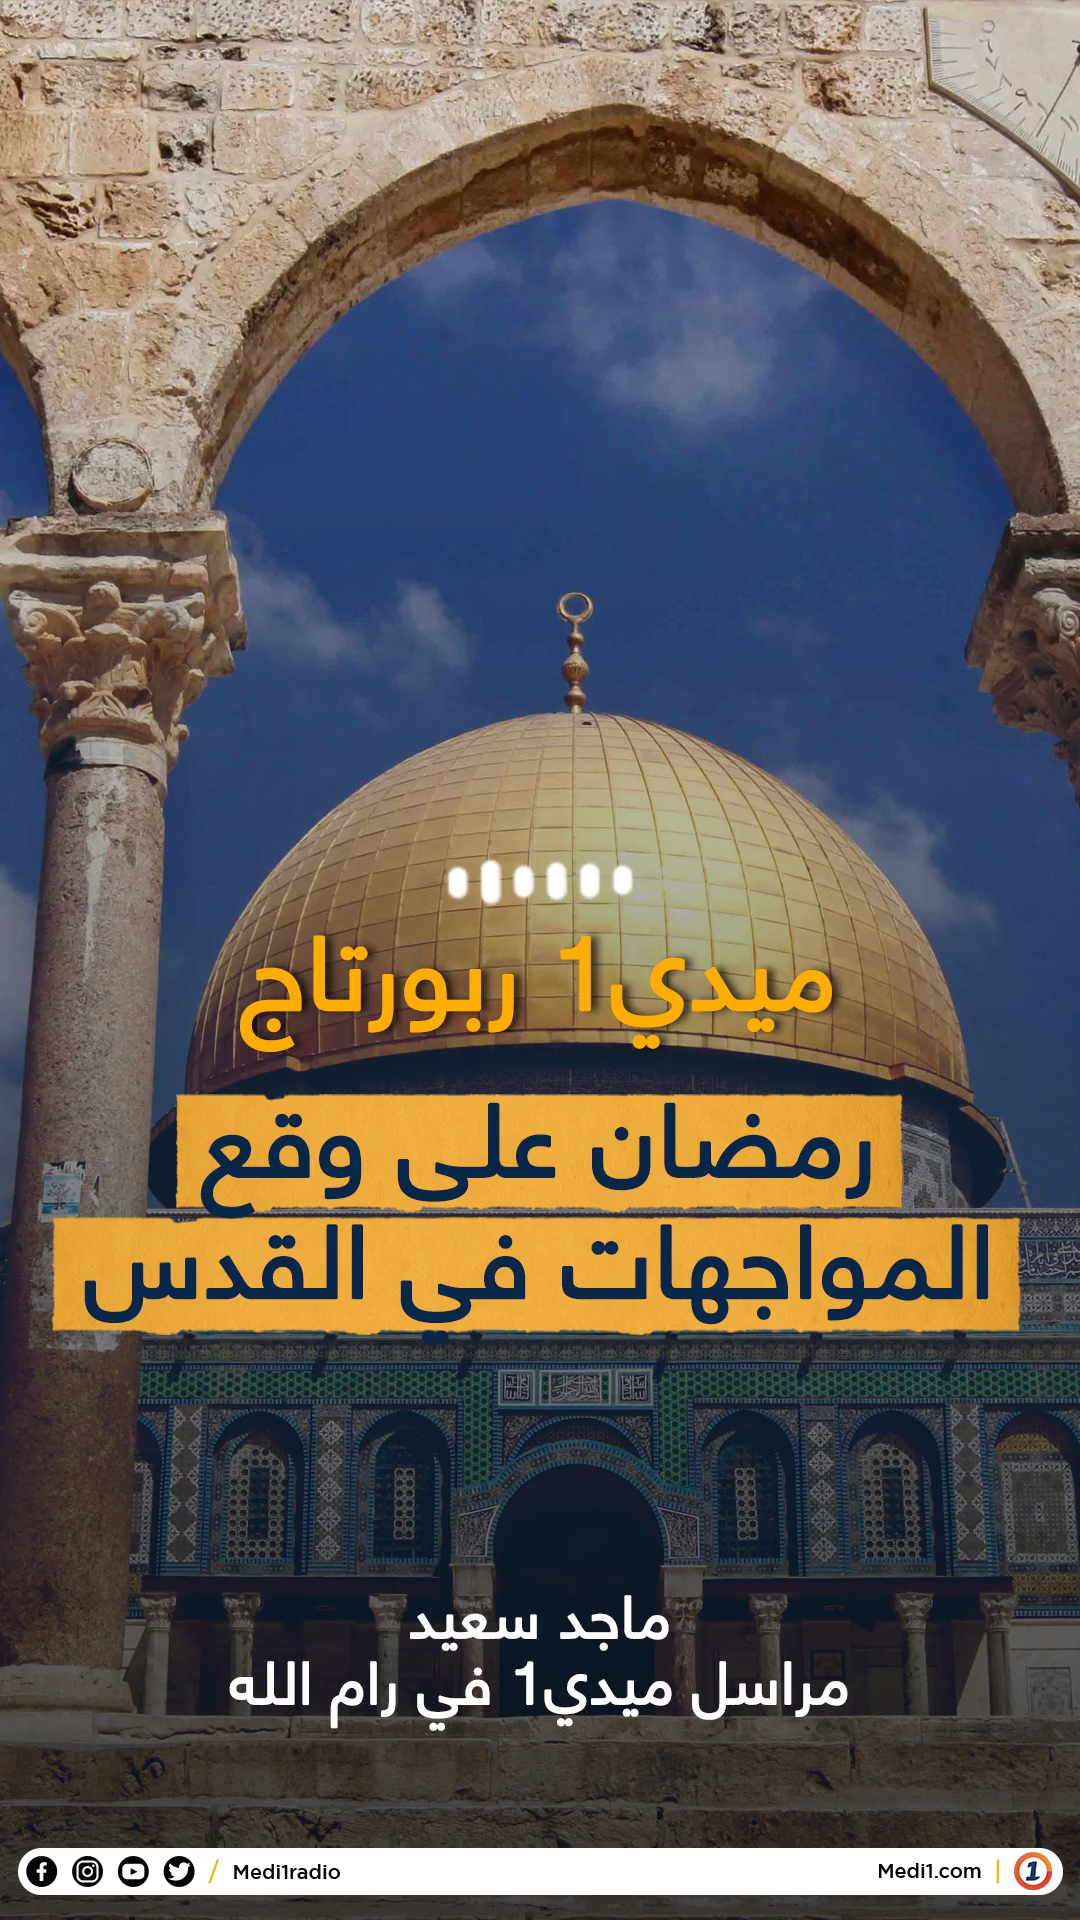 ميدي1 ربورتاج
رمضان على وقع
المواجهات في القدس
ماجد سعيد
مراسل ميدي1 في رام الله
Medi1radio
Medi1.com
1